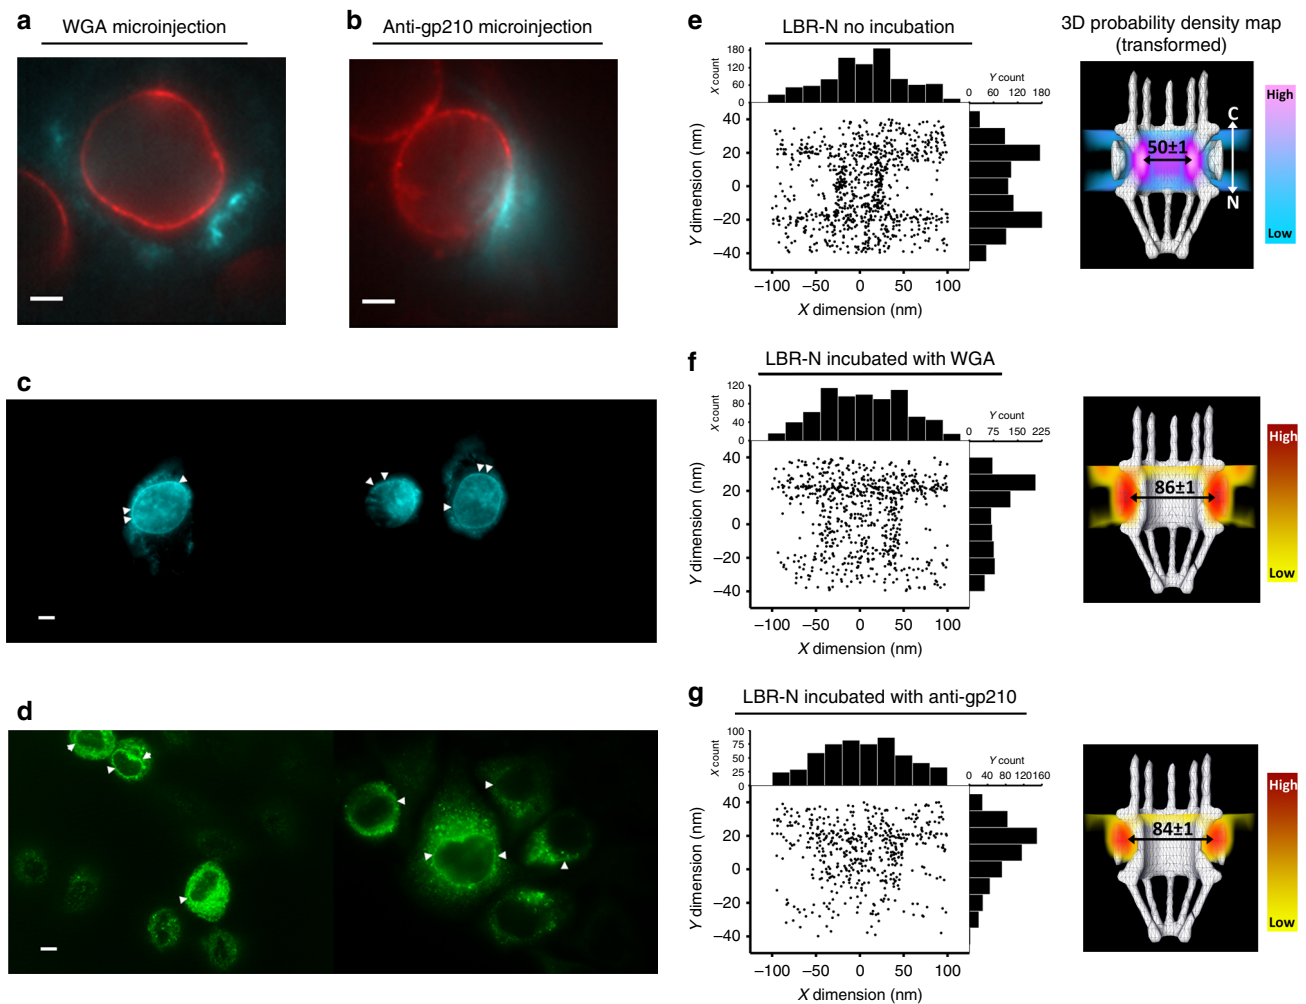 a
WGA microinjection
b
Anti-gp210 microinjection
c
d
e
LBR-N no incubation
3D probability density map
(transformed)
X count
180
120
60
0
Y count
0 60 120 180
Y dimension (nm)
40
20
0
−20
−40
−100 −50 0 50 100
X dimension (nm)
50±1
C
N
High
Low
f
LBR-N incubated with WGA
X count
120
80
40
0
Y count
0 75 150 225
Y dimension (nm)
40
20
0
−20
−40
−100 −50 0 50 100
X dimension (nm)
86±1
High
Low
g
LBR-N incubated with anti-gp210
X count
100
75
50
25
0
Y count
0 40 80 120 160
Y dimension (nm)
40
20
0
−20
−40
−100 −50 0 50 100
X dimension (nm)
84±1
High
Low